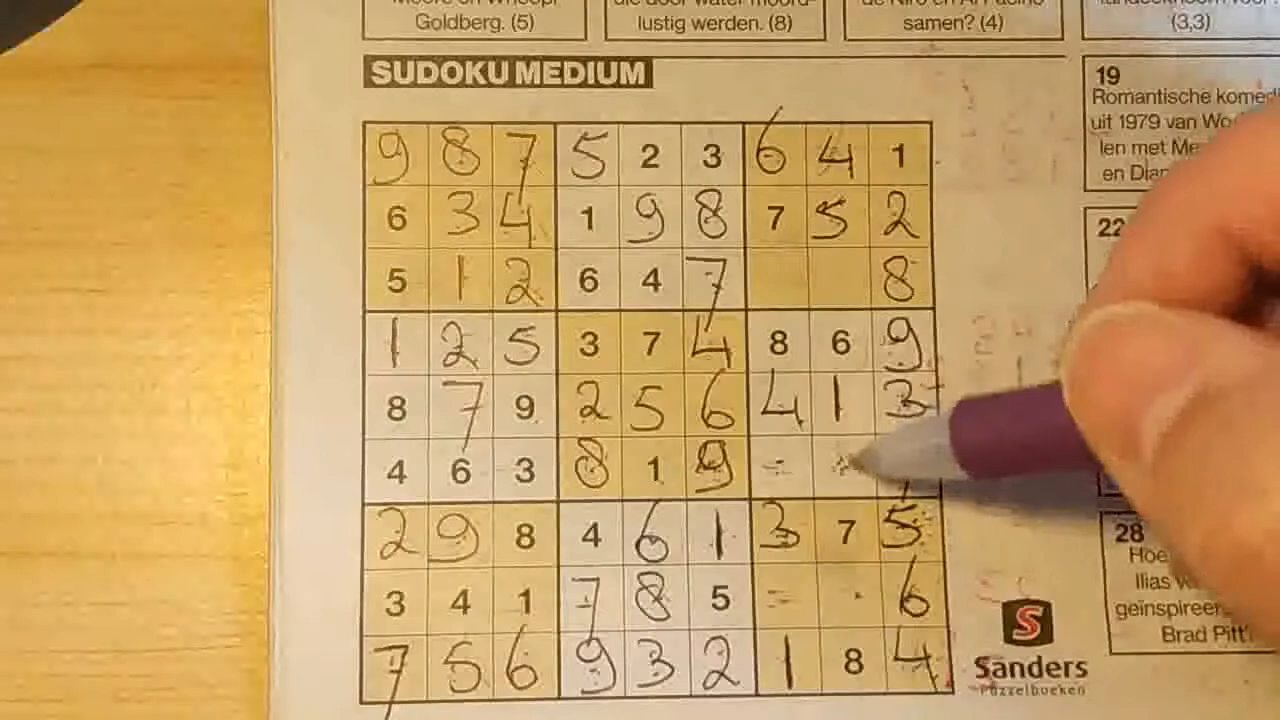 Goldberg. (5)
lustig werden. (8)
samen? (4)
(3,3)
SUDOKU MEDIUM
19
Romantische
uit 1979 van
len met
en
22
28
9 8 7 5 2 3 6 4 1
6 3 4 1 9 8 7 5 2
5 1 2 6 4 7 8
1 2 5 3 7 4 8 6 9
8 7 9 2 5 6 4 1 3
4 6 3 8 1 9
2 9 8 4 6 1 3 7 5
3 4 1 7 8 5 6
7 5 6 9 3 2 1 8 4
Hoe
Ilias
Brad Pitt
S
Sanders
Puzzelboeken